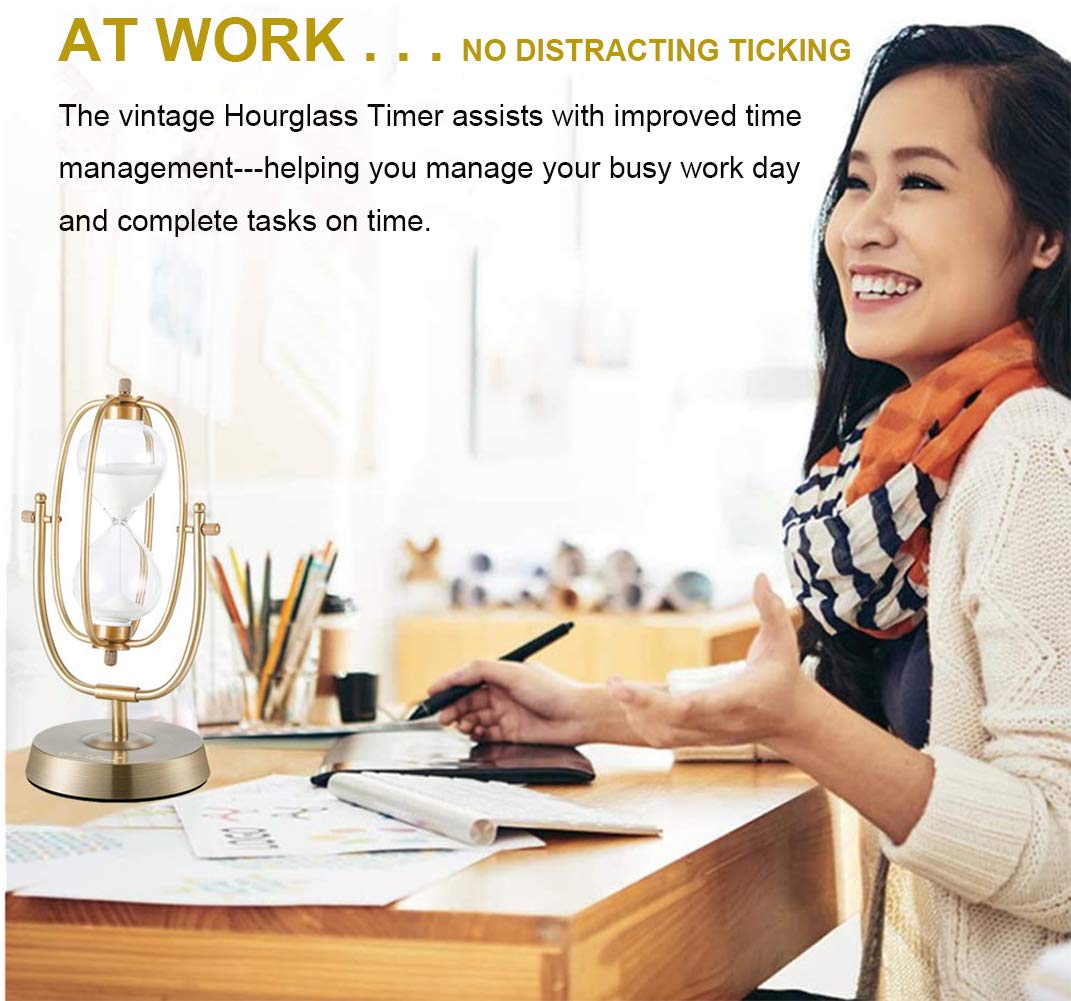 AT WORK . . . NO DISTRACTING TICKING
The vintage Hourglass Timer assists with improved time
management---helping you manage your busy work day
and complete tasks on time.